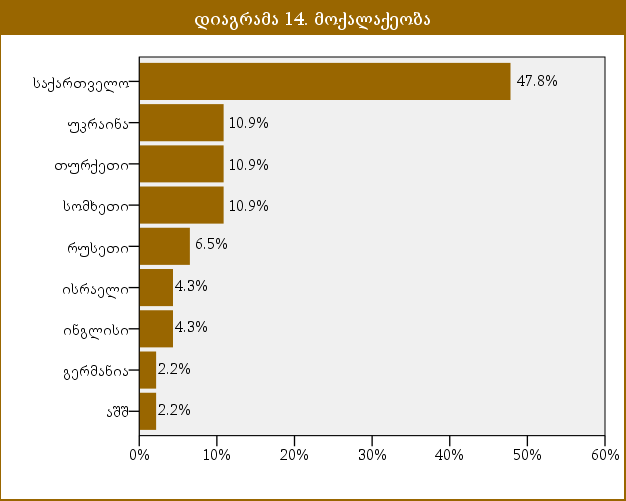 დიაგრამა 14. მოქალაქეობა
საქართველო 47.8%
უკრაინა 10.9%
თურქეთი 10.9%
სომხეთი 10.9%
რუსეთი 6.5%
ისრაელი 4.3%
ინგლისი 4.3%
გერმანია 2.2%
აშშ 2.2%
0% 10% 20% 30% 40% 50% 60%